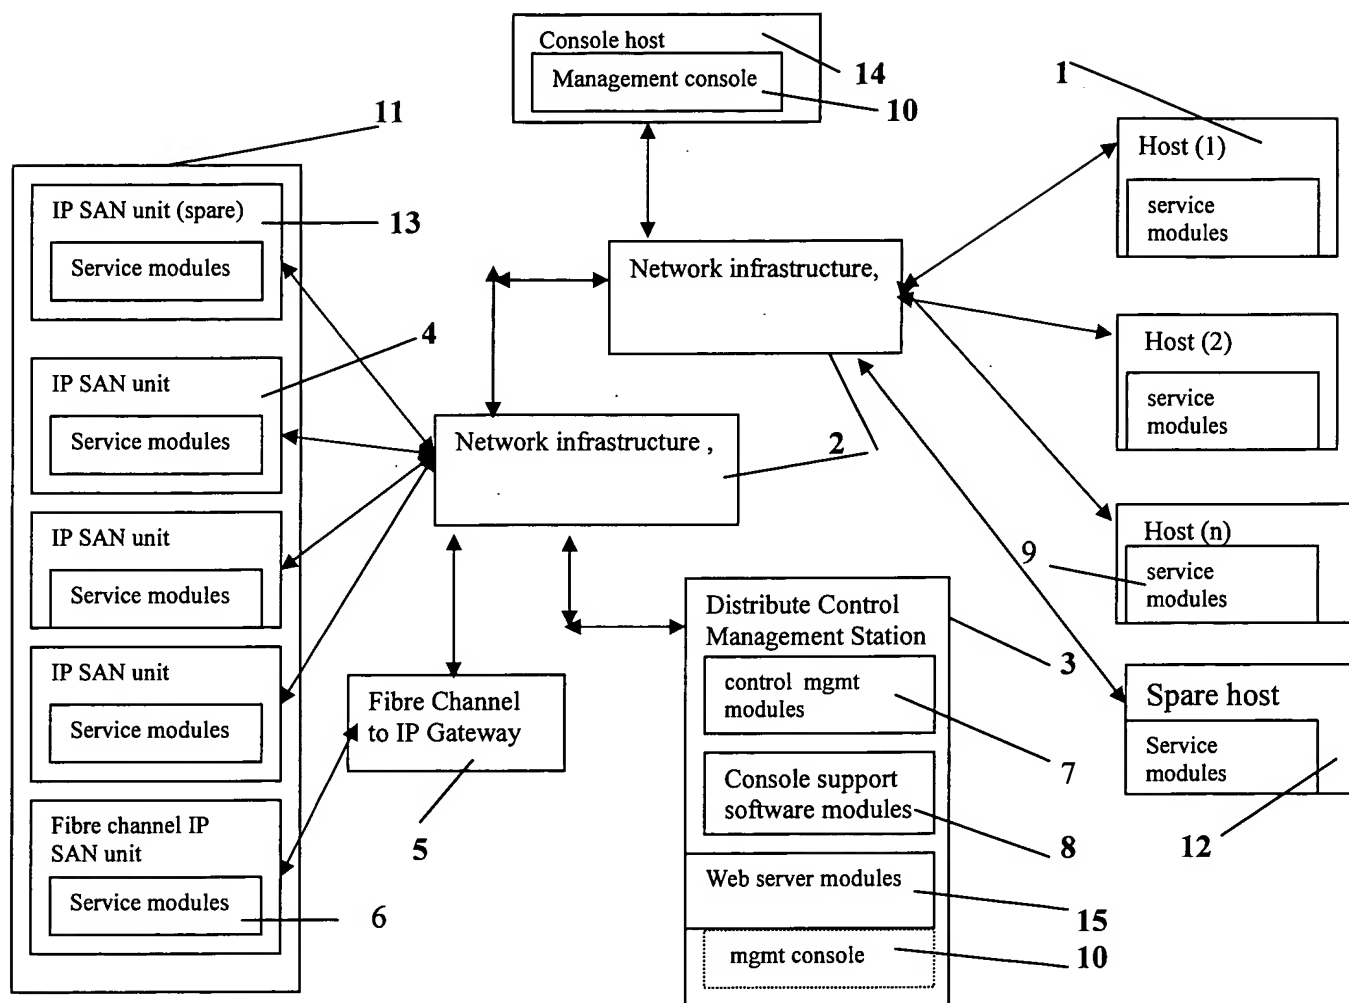 Console host
Management console
14
10
1
11
Host (1)
service
modules
IP SAN unit (spare)
13
Service modules
Network infrastructure,
4
Host (2)
service
modules
IP SAN unit
Service modules
Network infrastructure ,
2
IP SAN unit
Service modules
Host (n)
9
service
modules
Distribute Control
Management Station
3
control mgmt
modules
7
IP SAN unit
Service modules
Fibre Channel
to IP Gateway
5
Spare host
Service
modules
12
Console support
software modules
8
Fibre channel IP
SAN unit
Service modules
6
Web server modules
15
mgmt console
10